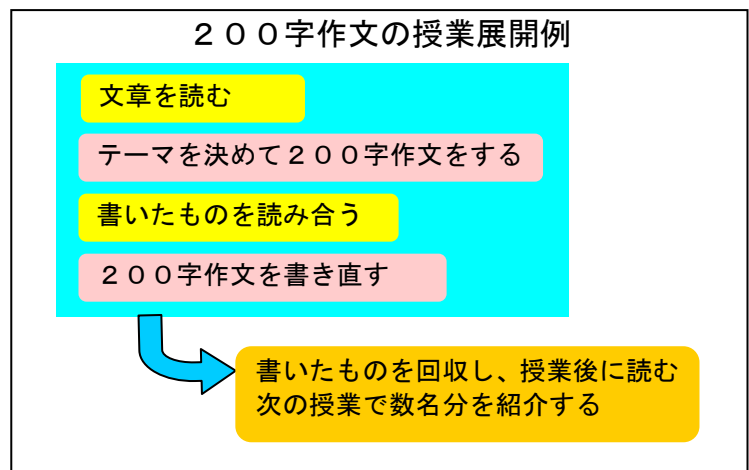 ２００字作文の授業展開例
文章を読む
テーマを決めて２００字作文をする
書いたものを読み合う
２００字作文を書き直す
書いたものを回収し、授業後に読む
次の授業で数名分を紹介する